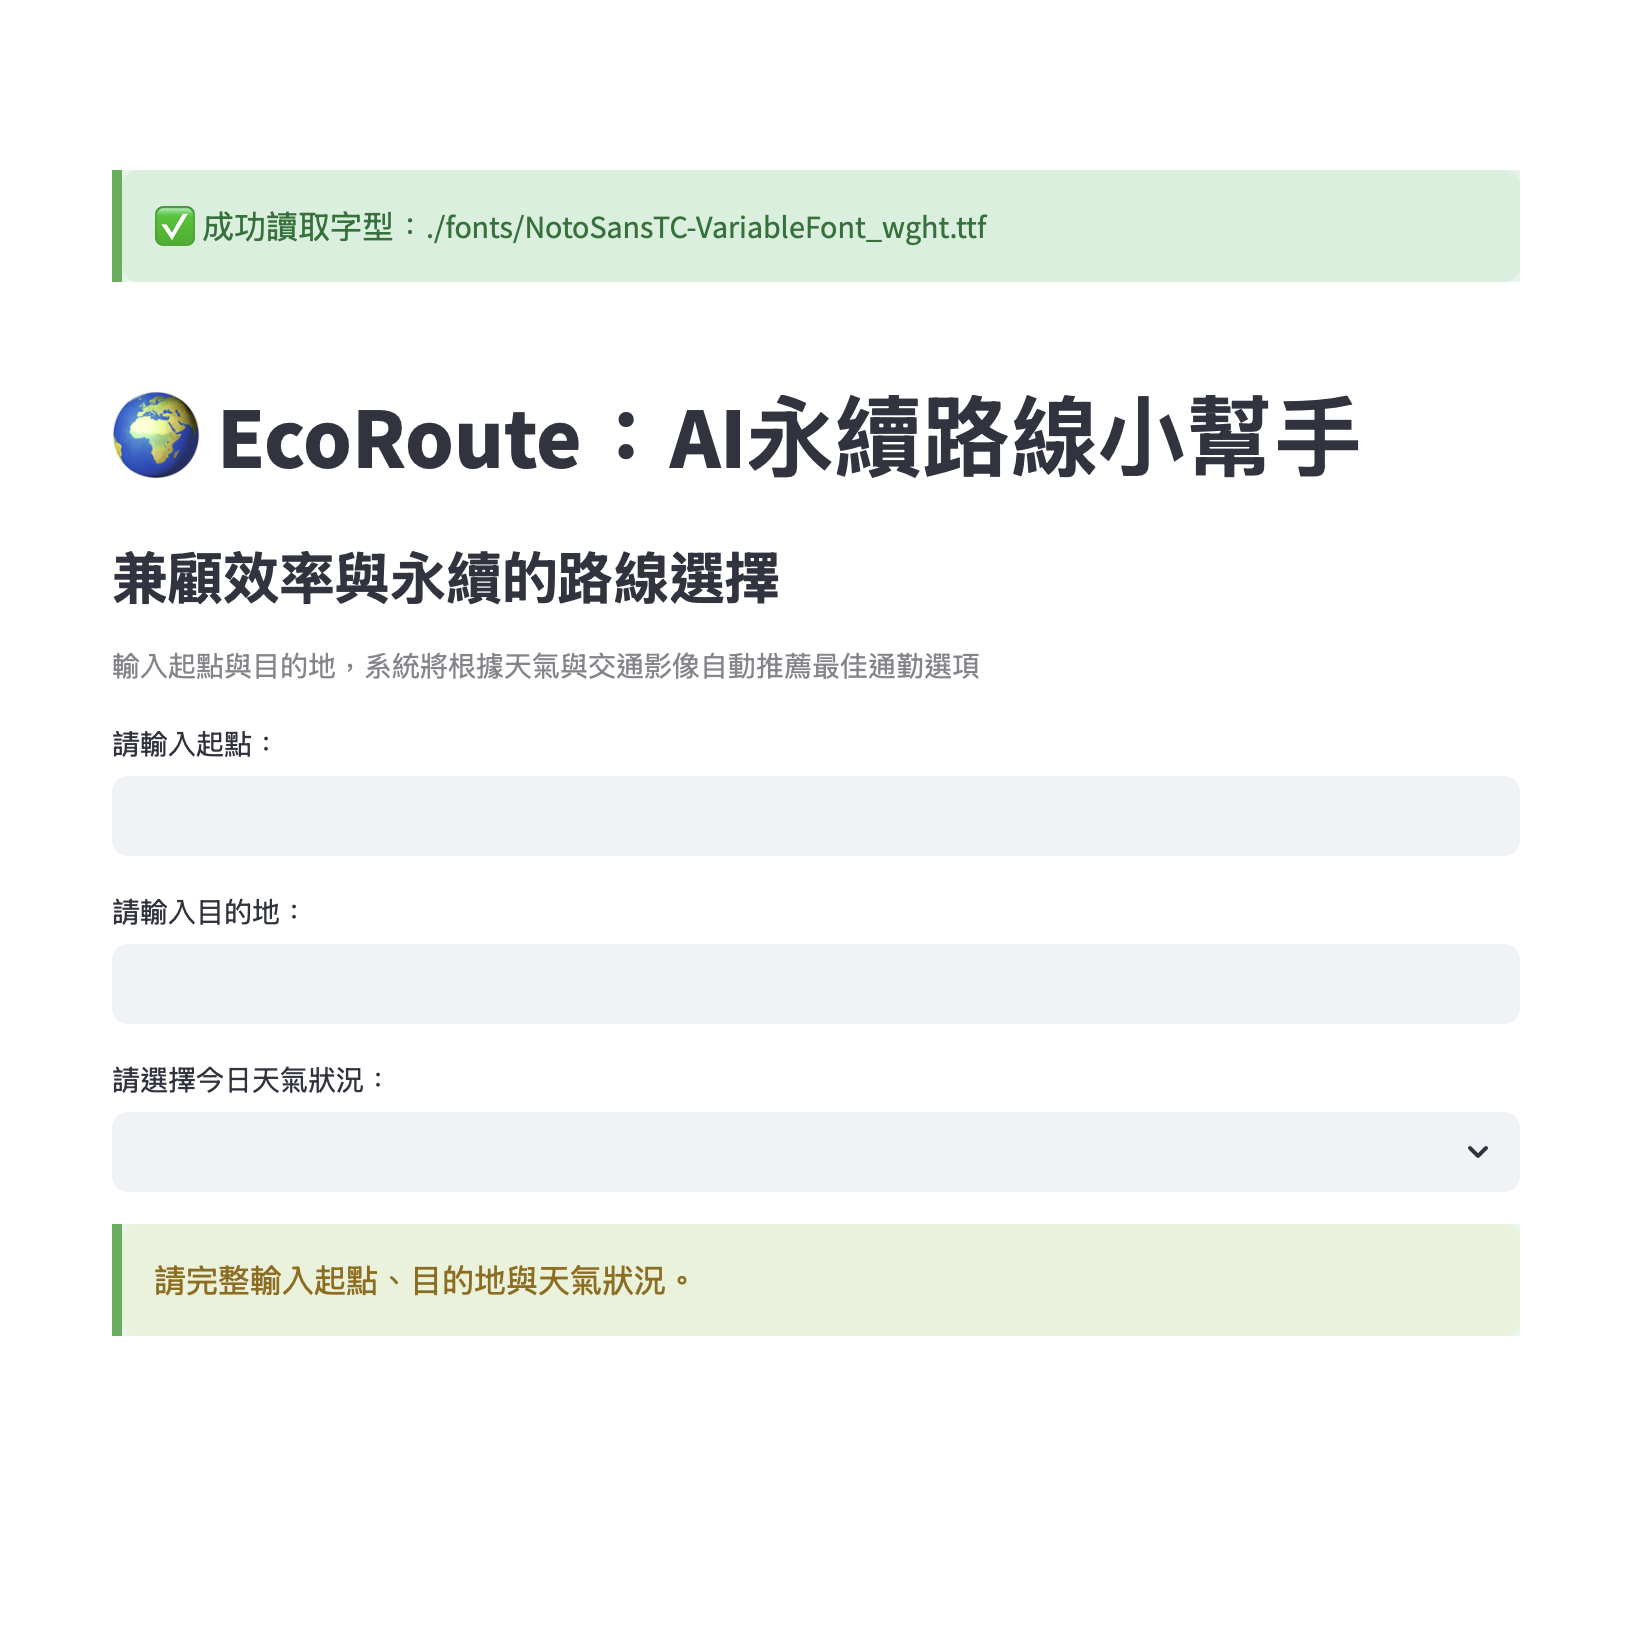 ✅ 成功讀取字型：./fonts/NotoSansTC-VariableFont_wght.ttf
🌍 EcoRoute：AI永續路線小幫手
兼顧效率與永續的路線選擇
輸入起點與目的地，系統將根據天氣與交通影像自動推薦最佳通勤選項
請輸入起點：
請輸入目的地：
請選擇今日天氣狀況：
請完整輸入起點、目的地與天氣狀況。